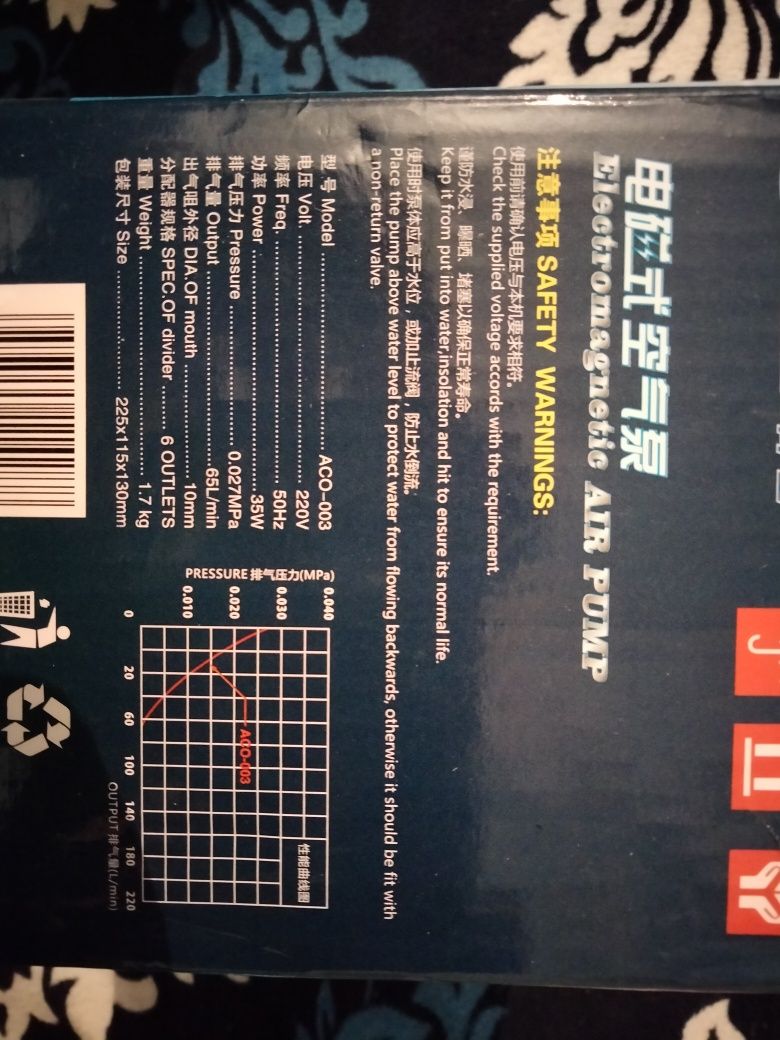 电磁式空气泵
Electromagnetic AIR PUMP
注意事项 SAFETY WARNINGS:
使用前请确认电压与本机要求相符。
Check the supplied voltage accords with the requirement.
谨防水浸、曝晒、堵塞以确保正常寿命。
Keep it from put into water,insolation and hit to ensure its normal life.
使用时泵体应高于水位，或加止流阀，防止水倒流。
Place the pump above water level to protect water from flowing backwards, otherwise it should be fit with
a non-return valve.
型号 Model ........................ ACO-003
电压 Volt ........................ 220V
频率 Freq. ........................ 50Hz
功率 Power ........................ 35W
排气压力 Pressure ........................ 0.027MPa
排气量 Output ........................ 65L/min
出气咀外径 DIA.OF mouth ........................ 10mm
分配器规格 SPEC.OF divider ........ 6 OUTLETS
重量 Weight ........................ 1.7 kg
包装尺寸 Size ........................ 225x115x130mm
PRESSURE 排气压力(MPa)
0.040
0.030
0.020
0.010
性能曲线图
ACO-003
0 20 60 100 140 180 220
OUTPUT 排气量(L/min)